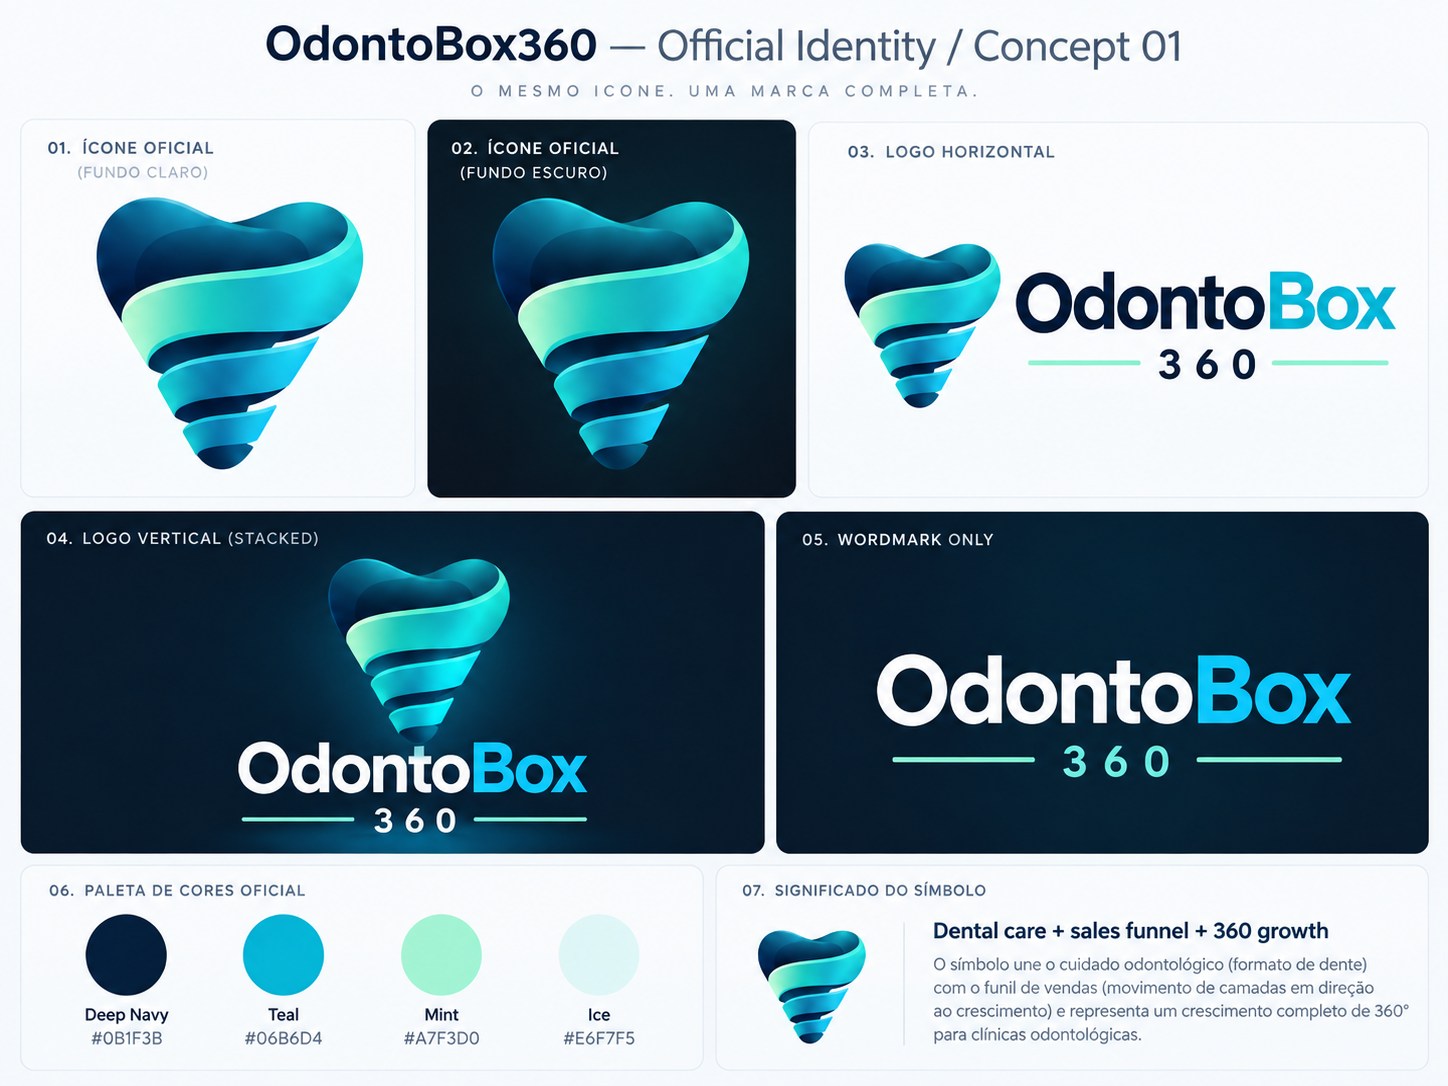 OdontoBox360 — Official Identity / Concept 01
O MESMO ICONE. UMA MARCA COMPLETA.
01. ÍCONE OFICIAL
(FUNDO CLARO)
02. ÍCONE OFICIAL
(FUNDO ESCURO)
03. LOGO HORIZONTAL
OdontoBox
360
04. LOGO VERTICAL (STACKED)
OdontoBox
360
05. WORDMARK ONLY
OdontoBox
360
06. PALETA DE CORES OFICIAL
Deep Navy
#0B1F3B
Teal
#06B6D4
Mint
#A7F3D0
Ice
#E6F7F5
07. SIGNIFICADO DO SÍMBOLO
Dental care + sales funnel + 360 growth
O símbolo une o cuidado odontológico (formato de dente)
com o funil de vendas (movimento de camadas em direção
ao crescimento) e representa um crescimento completo de 360°
para clínicas odontológicas.